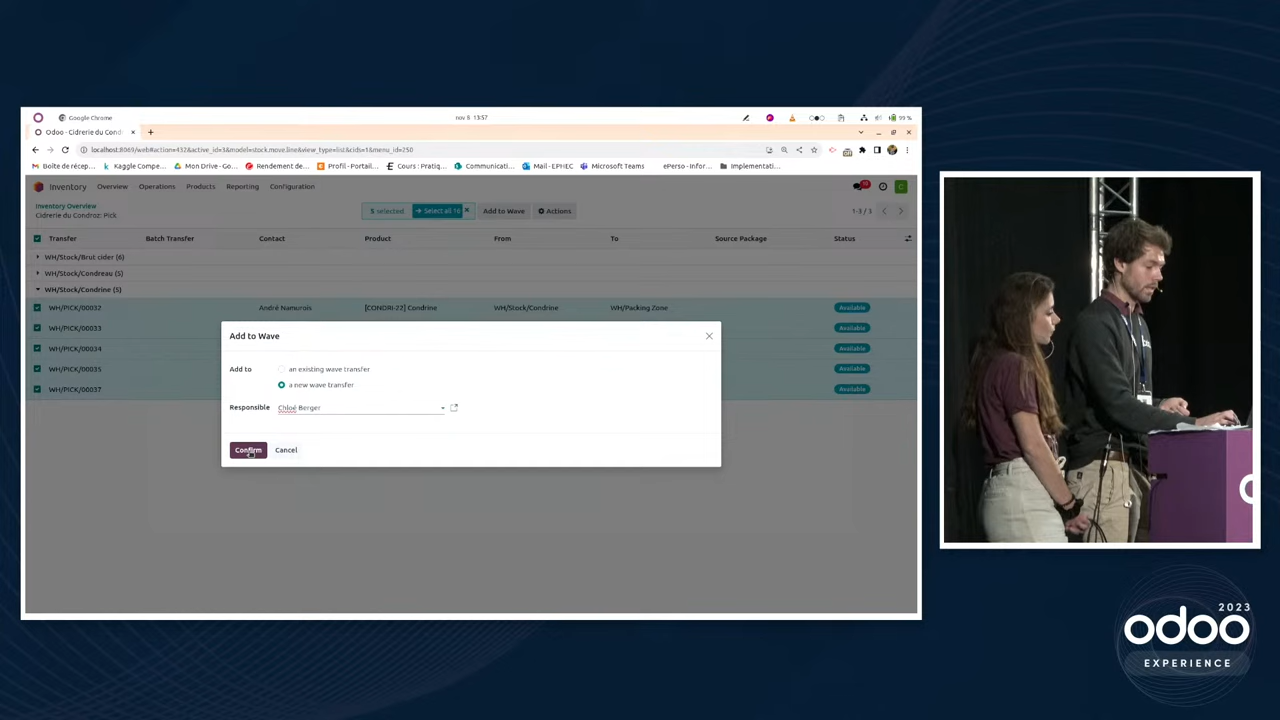 Google Chrome
nov 8 13:57
99 %
Odoo - Cidrerie du Cond
localhost:8069/web#action=432&active_id=3&model=stock.move.line&view_type=list&cids=1&menu_id=250
Boîte de récep... Kaggle Compe... Mon Drive - Go... Rendement de... Profil - Portail... Cours : Pratiq... Communicati... Mail - EPHEC Microsoft Teams ePerso - Infor... Implementati...
Inventory Overview Operations Products Reporting Configuration
Inventory Overview
Cidrerie du Condroz: Pick
5 selected Select all 16 Add to Wave Actions
1-3 / 3
Transfer Batch Transfer Contact Product From To Source Package Status
WH/Stock/Brut cider (6)
WH/Stock/Condreau (5)
WH/Stock/Condrine (5)
WH/PICK/00032 André Namurois [CONDRI-22] Condrine WH/Stock/Condrine WH/Packing Zone Available
WH/PICK/00033 Available
WH/PICK/00034 Available
WH/PICK/00035 Available
WH/PICK/00037 Available
Add to Wave
Add to
an existing wave transfer
a new wave transfer
Responsible Chloé Berger
Confirm Cancel
2023
odoo
EXPERIENCE